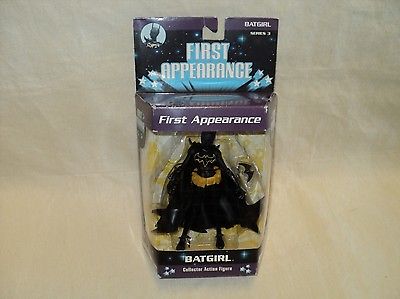 BATGIRL
SERIES 3
FIRST
APPEARANCE
First Appearance
BATGIRL
Collector Action Figure